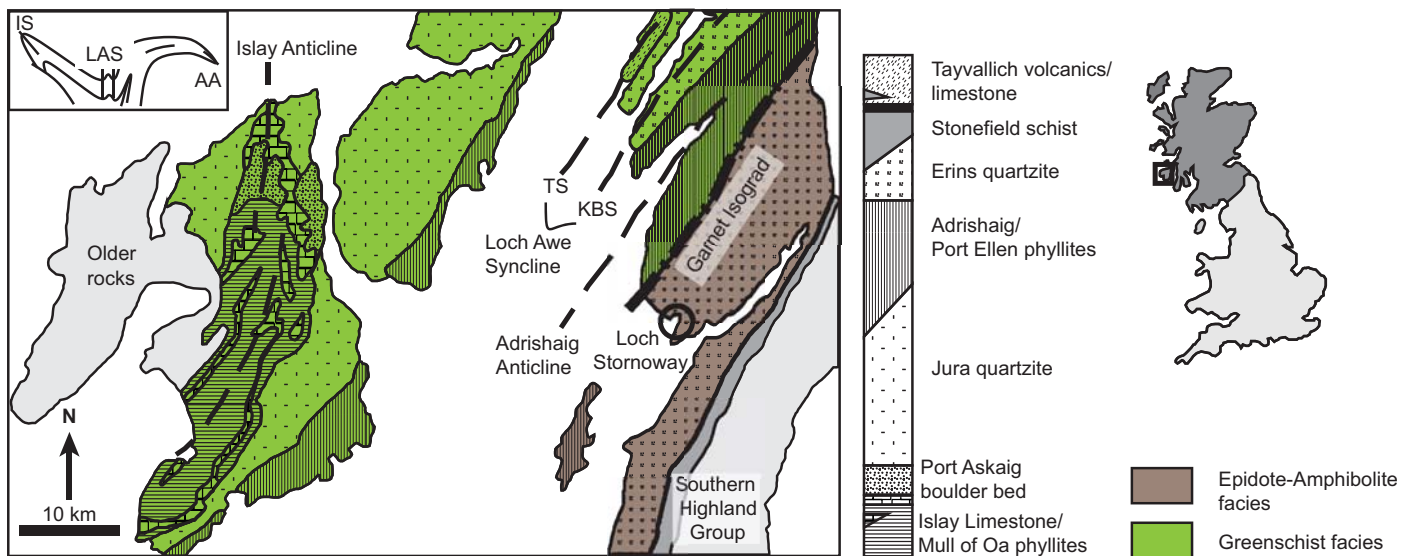 IS
LAS
AA
Islay Anticline
Older
rocks
N
10 km
TS
KBS
Loch Awe
Syncline
Garnet Isograd
Adrishaig
Anticline
Loch
Stornoway
Southern
Highland
Group
Tayvallich volcanics/
limestone
Stonefield schist
Erins quartzite
Adrishaig/
Port Ellen phyllites
Jura quartzite
Port Askaig
boulder bed
Islay Limestone/
Mull of Oa phyllites
Epidote-Amphibolite
facies
Greenschist facies